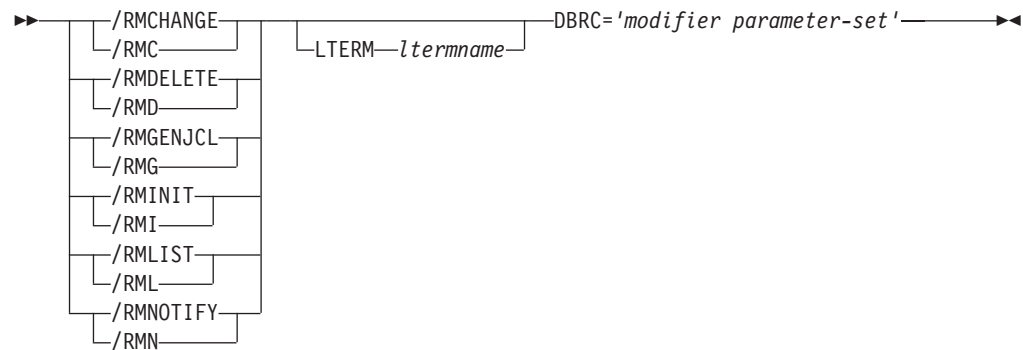 /RMCHANGE DBRC='modifier parameter-set'
/RMC LTERM ltermname
/RMDELETE
/RMD
/RMGENJCL
/RMG
/RMINIT
/RMI
/RMLIST
/RML
/RMNOTIFY
/RMN